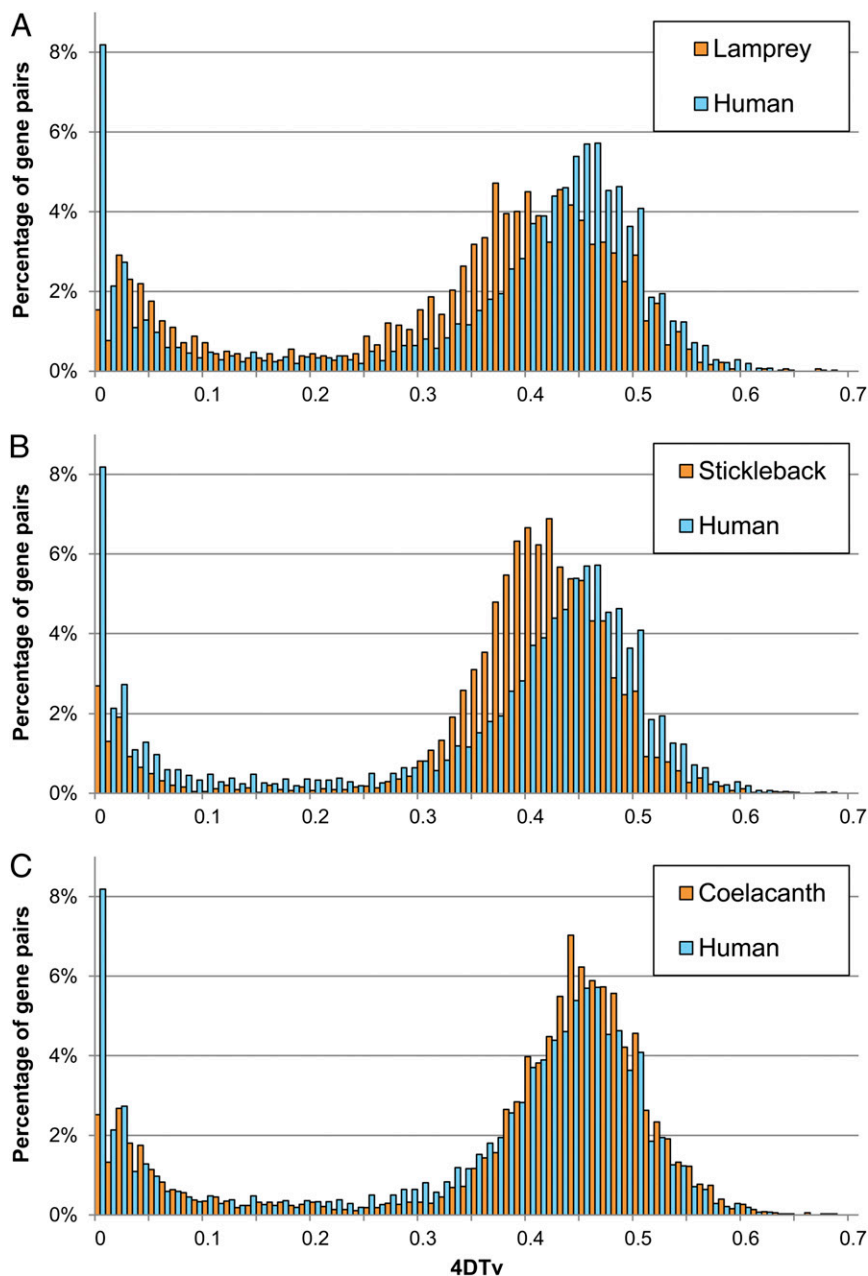 A
Percentage of gene pairs
8%
6%
4%
2%
0%
Lamprey
Human
0 0.1 0.2 0.3 0.4 0.5 0.6 0.7
B
Percentage of gene pairs
8%
6%
4%
2%
0%
Stickleback
Human
0 0.1 0.2 0.3 0.4 0.5 0.6 0.7
C
Percentage of gene pairs
8%
6%
4%
2%
0%
Coelacanth
Human
0 0.1 0.2 0.3 0.4 0.5 0.6 0.7
4DTv